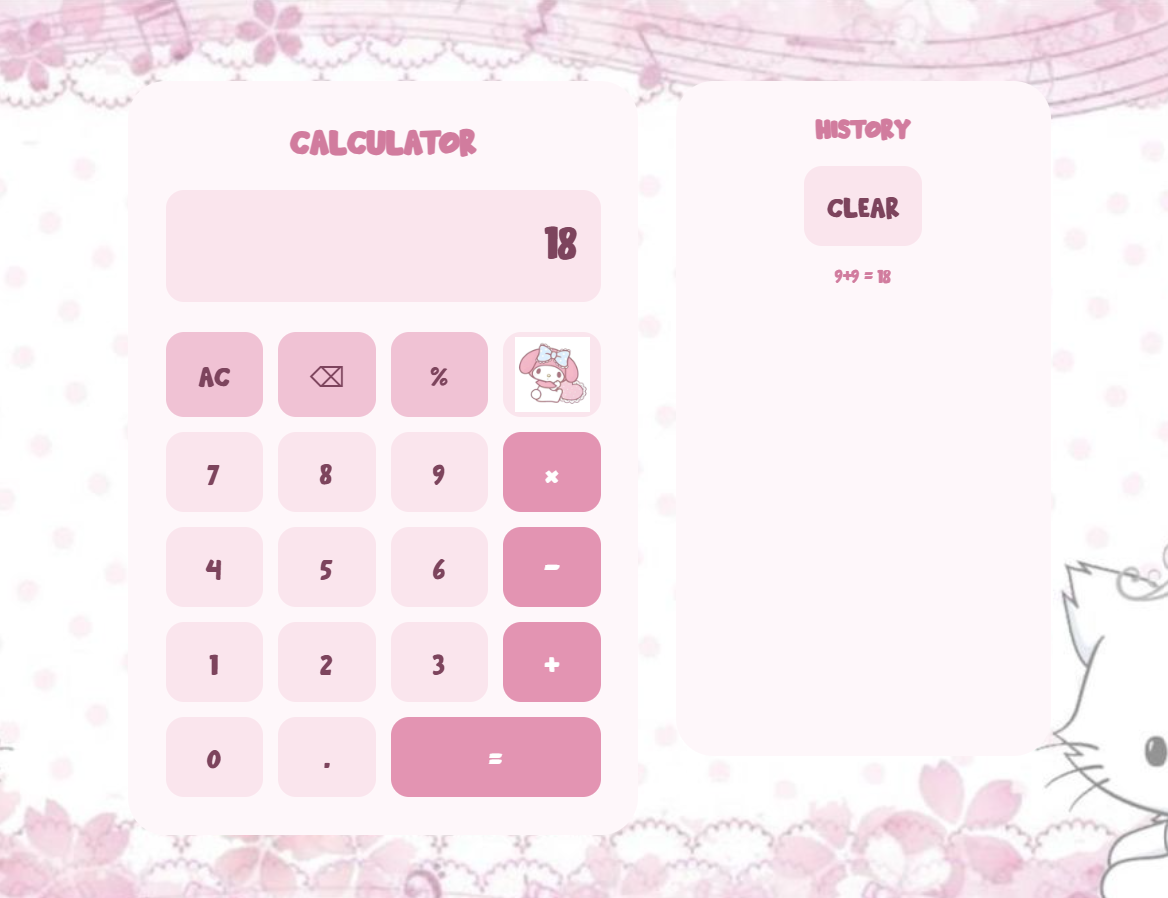 CALCULATOR
18
AC ⌫ %
7 8 9 ×
4 5 6 -
1 2 3 +
0 . =
HISTORY
CLEAR
9+9 = 18